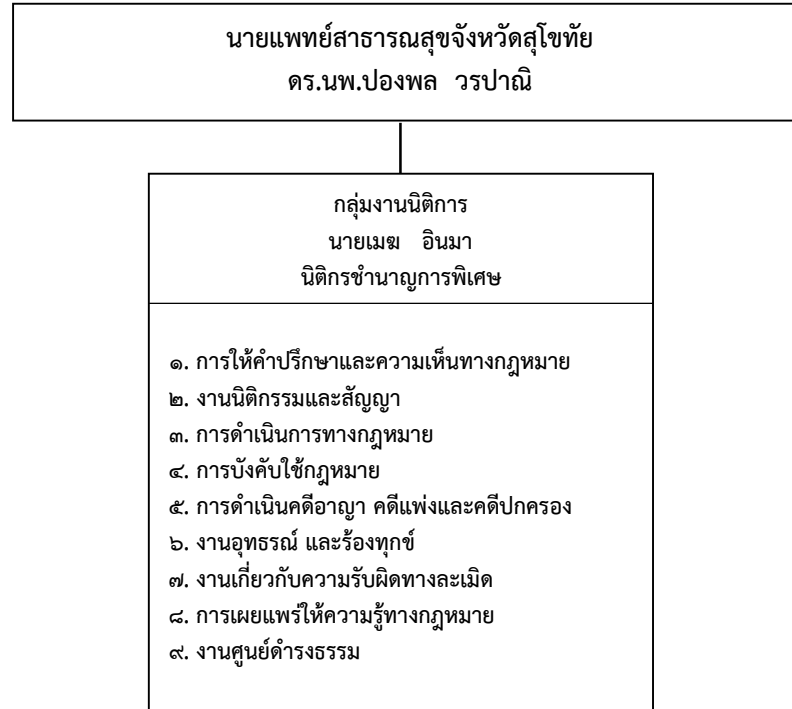 นายแพทย์สาธารณสุขจังหวัดสุโขทัย
ดร.นพ.ปองพล วรปาณิ
กลุ่มงานนิติการ
นายเมฆ อินมา
นิติกรชำนาญการพิเศษ
๑. การให้คำปรึกษาและความเห็นทางกฎหมาย
๒. งานนิติกรรมและสัญญา
๓. การดำเนินการทางกฎหมาย
๔. การบังคับใช้กฎหมาย
๕. การดำเนินคดีอาญา คดีแพ่งและคดีปกครอง
๖. งานอุทธรณ์ และร้องทุกข์
๗. งานเกี่ยวกับความรับผิดทางละเมิด
๘. การเผยแพร่ให้ความรู้ทางกฎหมาย
๙. งานศูนย์ดำรงธรรม